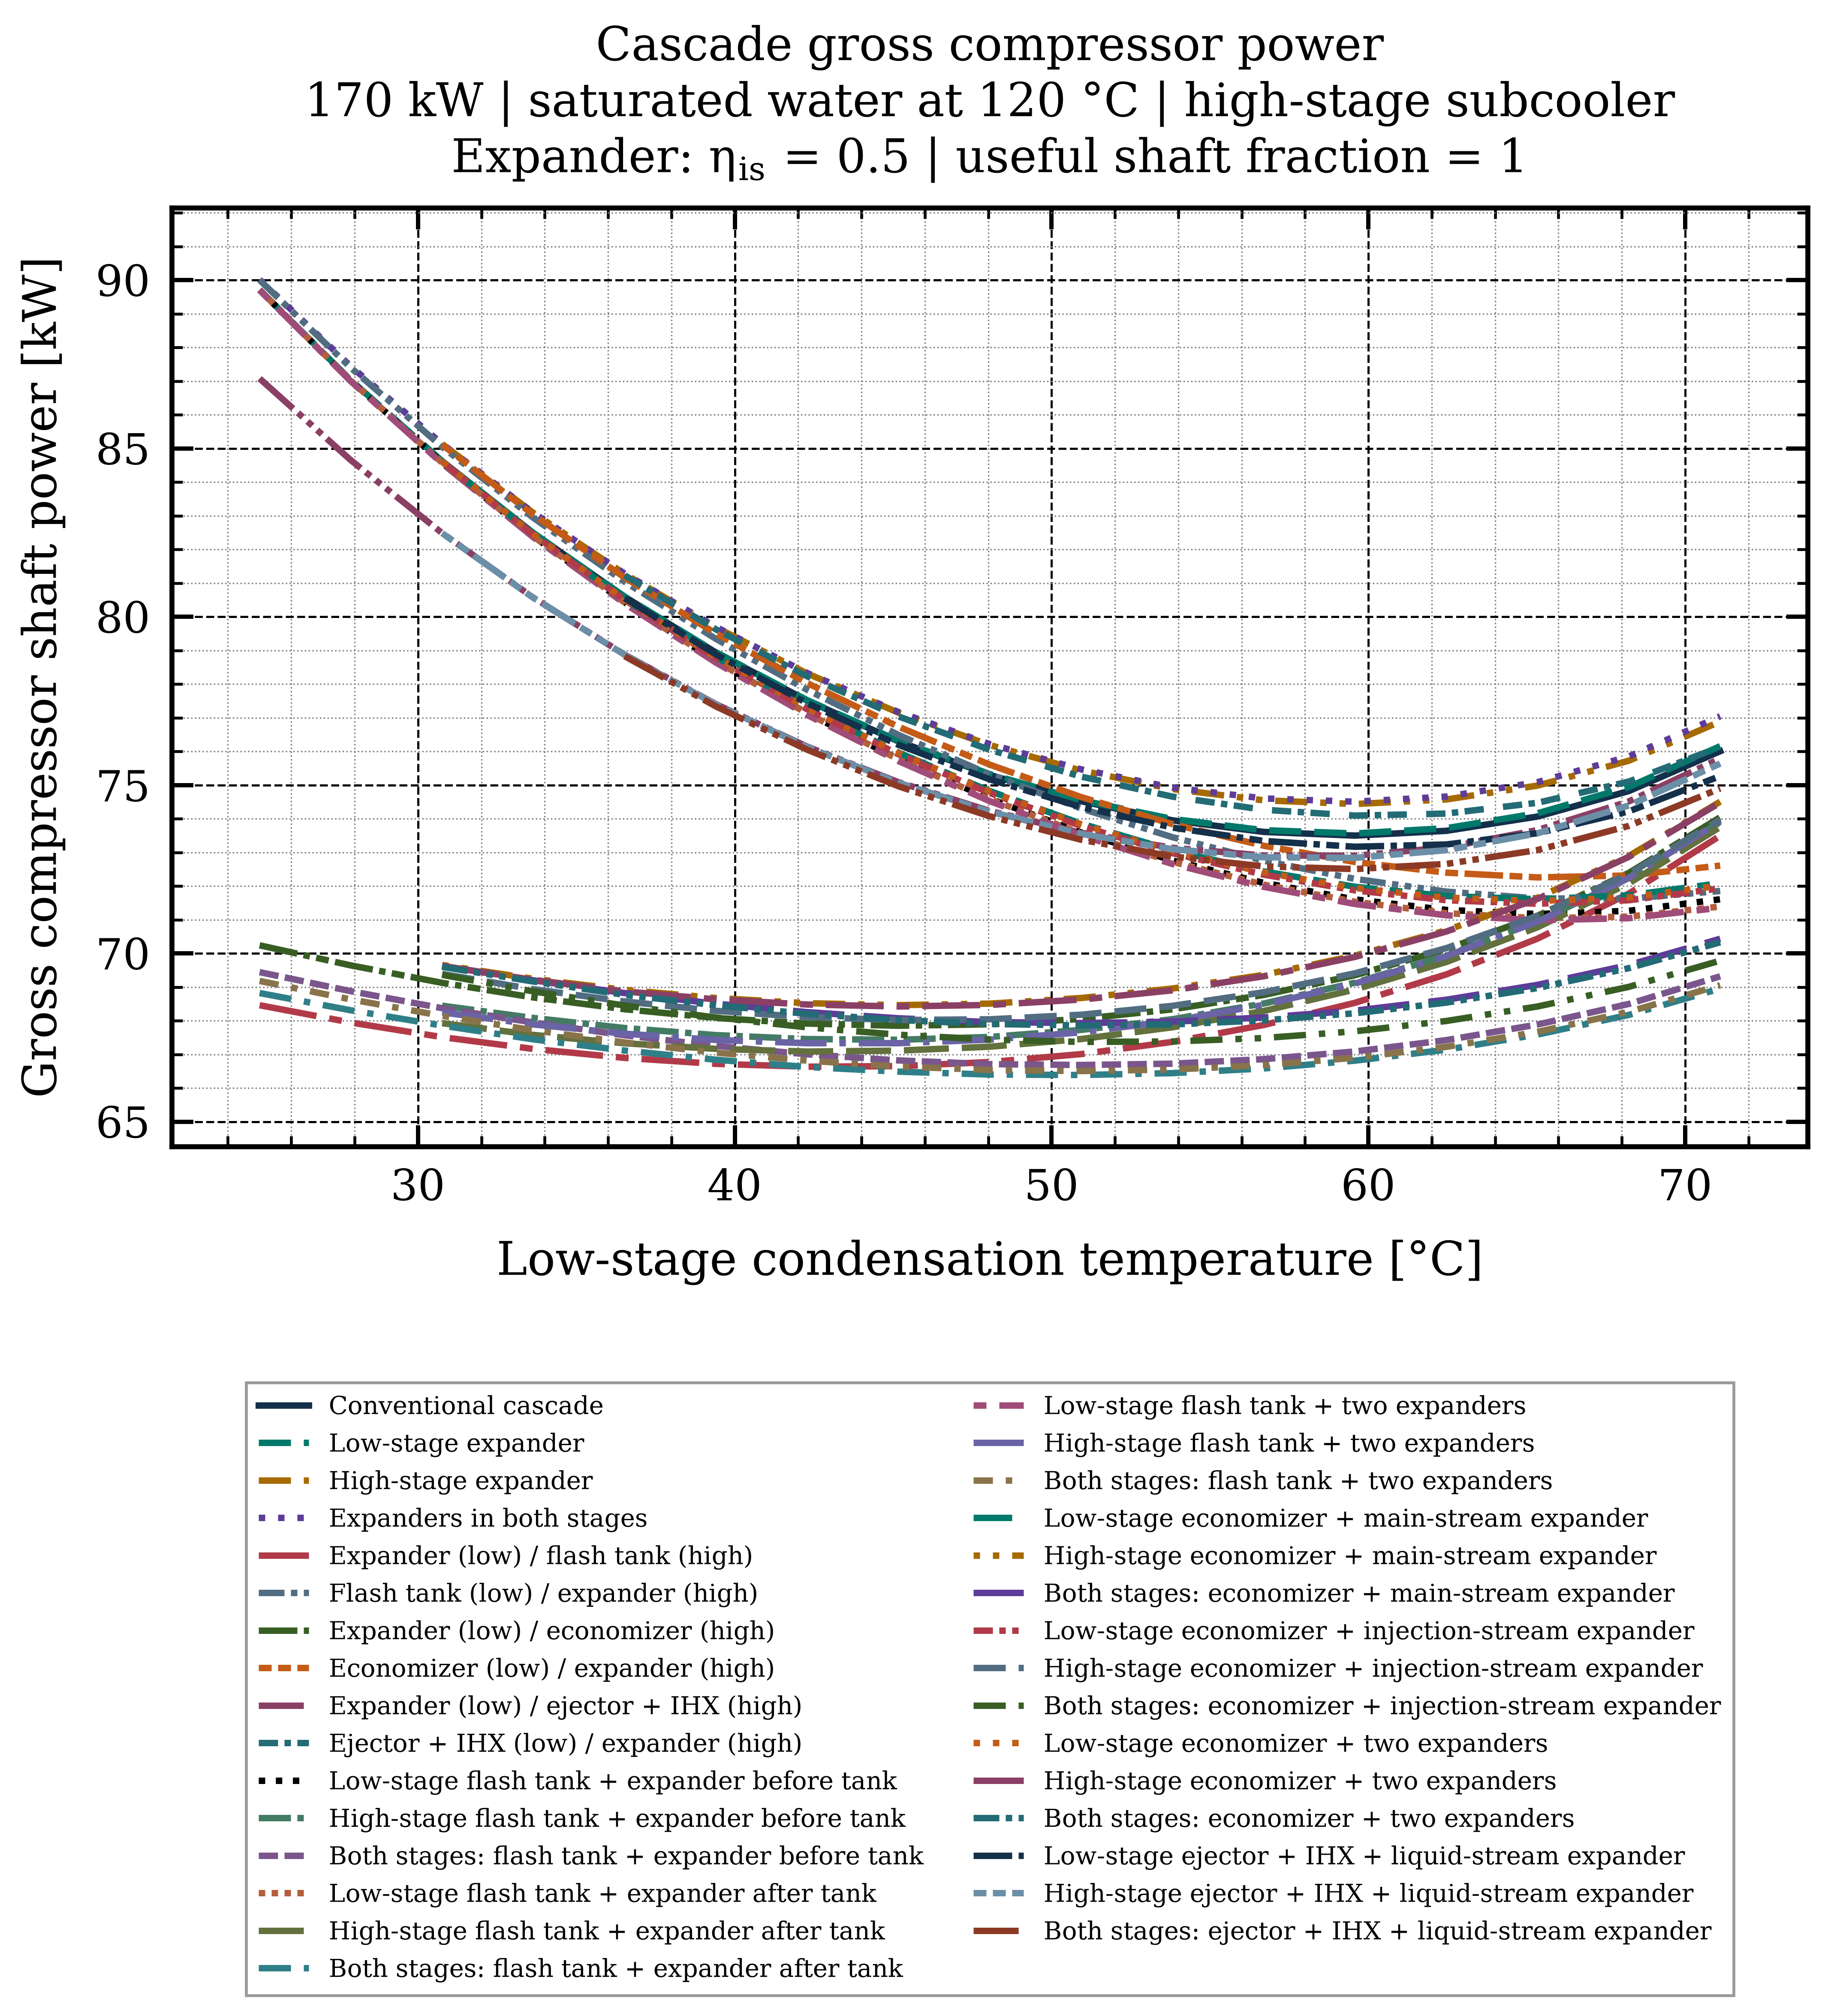 Cascade gross compressor power
170 kW | saturated water at 120 °C | high-stage subcooler
Expander: ηis = 0.5 | useful shaft fraction = 1
Gross compressor shaft power [kW]
90
85
80
75
70
65
30 40 50 60 70
Low-stage condensation temperature [°C]
Conventional cascade
Low-stage expander
High-stage expander
Expanders in both stages
Expander (low) / flash tank (high)
Flash tank (low) / expander (high)
Expander (low) / economizer (high)
Economizer (low) / expander (high)
Expander (low) / ejector + IHX (high)
Ejector + IHX (low) / expander (high)
Low-stage flash tank + expander before tank
High-stage flash tank + expander before tank
Both stages: flash tank + expander before tank
Low-stage flash tank + expander after tank
High-stage flash tank + expander after tank
Both stages: flash tank + expander after tank
Low-stage flash tank + two expanders
High-stage flash tank + two expanders
Both stages: flash tank + two expanders
Low-stage economizer + main-stream expander
High-stage economizer + main-stream expander
Both stages: economizer + main-stream expander
Low-stage economizer + injection-stream expander
High-stage economizer + injection-stream expander
Both stages: economizer + injection-stream expander
Low-stage economizer + two expanders
High-stage economizer + two expanders
Both stages: economizer + two expanders
Low-stage ejector + IHX + liquid-stream expander
High-stage ejector + IHX + liquid-stream expander
Both stages: ejector + IHX + liquid-stream expander